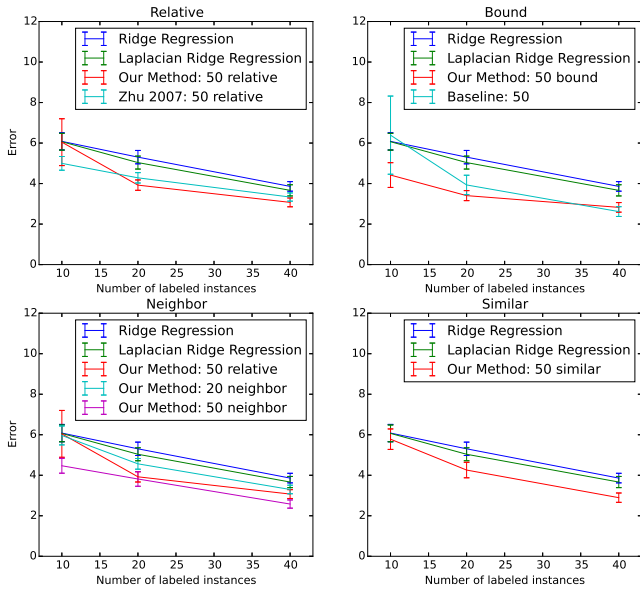 Relative
Ridge Regression
Laplacian Ridge Regression
Our Method: 50 relative
Zhu 2007: 50 relative
12
10
8
6
4
2
0
Error
10 15 20 25 30 35 40
Number of labeled instances
Bound
Ridge Regression
Laplacian Ridge Regression
Our Method: 50 bound
Baseline: 50
12
10
8
6
4
2
0
10 15 20 25 30 35 40
Number of labeled instances
Neighbor
Ridge Regression
Laplacian Ridge Regression
Our Method: 50 relative
Our Method: 20 neighbor
Our Method: 50 neighbor
12
10
8
6
4
2
0
Error
10 15 20 25 30 35 40
Number of labeled instances
Similar
Ridge Regression
Laplacian Ridge Regression
Our Method: 50 similar
12
10
8
6
4
2
0
10 15 20 25 30 35 40
Number of labeled instances